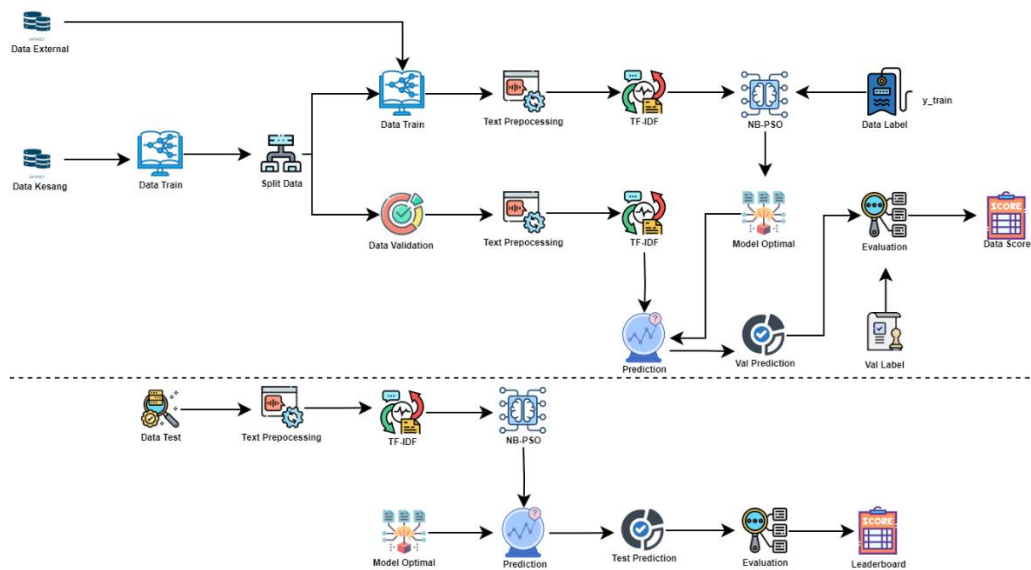 DATASET
Data External
Data Train
Text Prepocessing
TF-IDF
NB-PSO
Data Label
y_train
DATASET
Data Kesang
Data Train
Split Data
Data Validation
Text Prepocessing
TF-IDF
Model Optimal
Evaluation
SCORE
Data Score
Prediction
Val Prediction
Val Label
Data Test
Text Prepocessing
TF-IDF
NB-PSO
Model Optimal
Prediction
Test Prediction
Evaluation
SCORE
Leaderboard